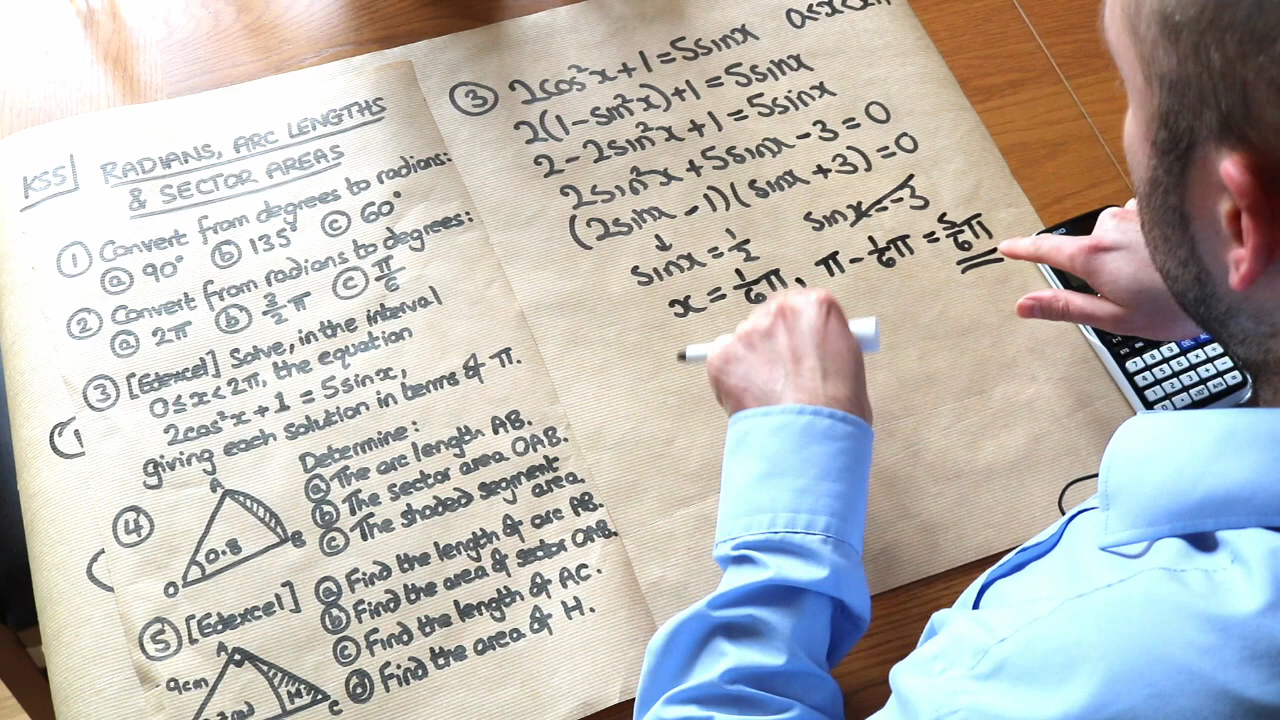 KS5
RADIANS, ARC LENGTHS
& SECTOR AREAS
① Convert from degrees to radians:
ⓐ 90° ⓑ 135° ⓒ 60°
② Convert from radians to degrees:
ⓐ 2π ⓑ 3/2 π ⓒ π/6
③ [Edexcel] Solve, in the interval
0≤x<2π, the equation
2cos²x+1=5sinx,
giving each solution in terms of π.
④ Determine:
ⓐ The arc length AB.
ⓑ The sector area OAB.
ⓒ The shaded segment
area.
A
B
O
0.8
⑤ [Edexcel]
ⓐ Find the length of arc AB.
ⓑ Find the area of sector OAB.
ⓒ Find the length of AC.
ⓓ Find the area of H.
A
9cm
rad
H
C
③ 2cos²x+1=5sinx
2(1-sin²x)+1=5sinx
2-2sin²x+1=5sinx
2sin²x+5sinx-3=0
(2sinx-1)(sinx+3)=0
sinx=1/2 sinx=-3
x=1/6π, π-1/6π=5/6π